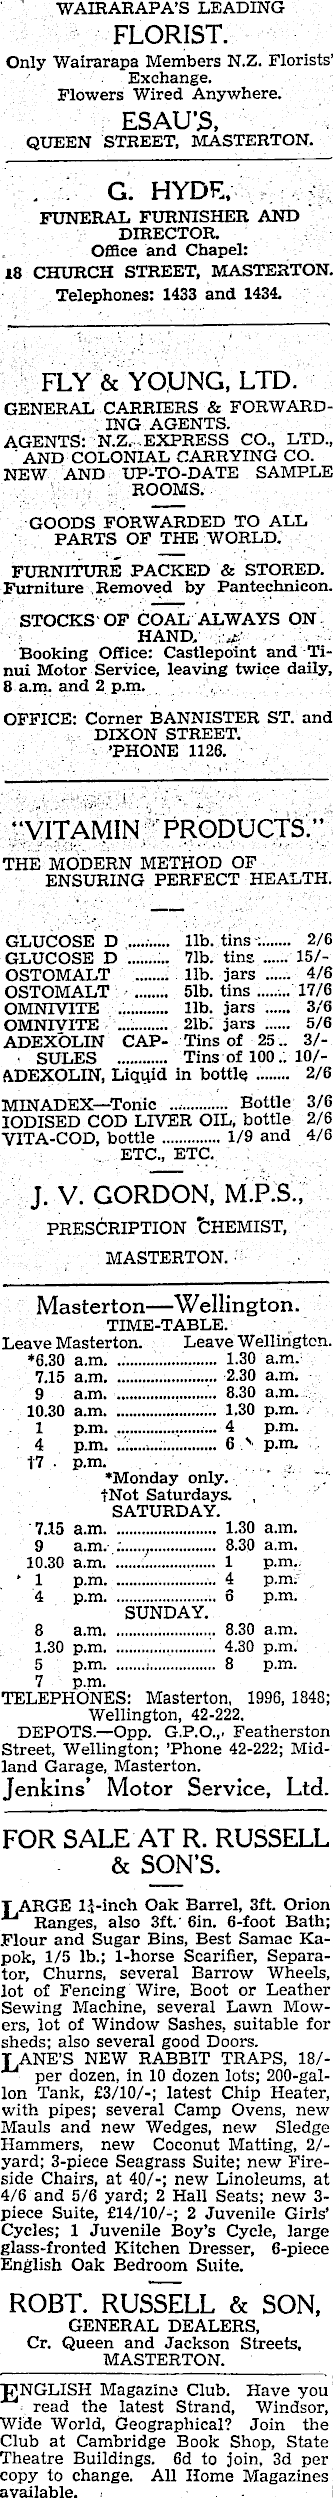 WAIRARAPA'S LEADING
FLORIST.
Only Wairarapa Members N.Z. Florists'
Exchange.
Flowers Wired Anywhere.
ESAU'S,
QUEEN STREET, MASTERTON.
G. HYDE,
FUNERAL FURNISHER AND
DIRECTOR.
Office and Chapel:
18 CHURCH STREET, MASTERTON.
Telephones: 1433 and 1434.
FLY & YOUNG, LTD.
GENERAL CARRIERS & FORWARD-
ING AGENTS.
AGENTS: N.Z. EXPRESS CO., LTD.,
AND COLONIAL CARRYING CO.
NEW AND UP-TO-DATE SAMPLE
ROOMS.
GOODS FORWARDED TO ALL
PARTS OF THE WORLD.
FURNITURE PACKED & STORED.
Furniture Removed by Pantechnicon.
STOCKS OF COAL ALWAYS ON
HAND.
Booking Office: Castlepoint and Ti-
nui Motor Service, leaving twice daily,
8 a.m. and 2 p.m.
OFFICE: Corner BANNISTER ST. and
DIXON STREET.
'PHONE 1126.
"VITAMIN PRODUCTS."
THE MODERN METHOD OF
ENSURING PERFECT HEALTH.
GLUCOSE D .......... 1lb. tins ........ 2/6
GLUCOSE D .......... 7lb. tins ...... 15/-
OSTOMALT ........ 1lb. jars ...... 4/6
OSTOMALT ........ 5lb. tins ........ 17/6
OMNIVITE ............ 1lb. jars ...... 3/6
OMNIVITE ............ 2lb. jars ...... 5/6
ADEXOLIN CAP- Tins of 25 .. 3/-
SULES ............ Tins of 100 .. 10/-
ADEXOLIN, Liquid in bottle ........ 2/6
MINADEX—Tonic .............. Bottle 3/6
IODISED COD LIVER OIL, bottle 2/6
VITA-COD, bottle .............. 1/9 and 4/6
ETC., ETC.
J. V. GORDON, M.P.S.,
PRESCRIPTION CHEMIST,
MASTERTON.
Masterton—Wellington.
TIME-TABLE.
Leave Masterton. Leave Wellington.
*6.30 a.m. ........................ 1.30 a.m.
7.15 a.m. ........................ 2.30 a.m.
9 a.m. ........................ 8.30 a.m.
10.30 a.m. ........................ 1.30 p.m.
1 p.m. ........................ 4 p.m.
4 p.m. ........................ 6 p.m.
†7 p.m.
*Monday only.
†Not Saturdays.
SATURDAY.
7.15 a.m. ........................ 1.30 a.m.
9 a.m. ........................ 8.30 a.m.
10.30 a.m. ........................ 1 p.m.
1 p.m. ........................ 4 p.m.
4 p.m. ........................ 6 p.m.
SUNDAY.
8 a.m. ........................ 8.30 a.m.
1.30 p.m. ........................ 4.30 p.m.
5 p.m. ........................ 8 p.m.
7 p.m.
TELEPHONES: Masterton, 1996, 1848;
Wellington, 42-222.
DEPOTS.—Opp. G.P.O., Featherston
Street, Wellington; 'Phone 42-222; Mid-
land Garage, Masterton.
Jenkins' Motor Service, Ltd.
FOR SALE AT R. RUSSELL
& SON'S.
LARGE 1¼-inch Oak Barrel, 3ft. Orion
Ranges, also 3ft. 6in. 6-foot Bath;
Flour and Sugar Bins, Best Samac Ka-
pok, 1/5 lb.; 1-horse Scarifier, Separa-
tor, Churns, several Barrow Wheels,
lot of Fencing Wire, Boot or Leather
Sewing Machine, several Lawn Mow-
ers, lot of Window Sashes, suitable for
sheds; also several good Doors.
LANE'S NEW RABBIT TRAPS, 18/-
per dozen, in 10 dozen lots; 200-gal-
lon Tank, £3/10/-; latest Chip Heater,
with pipes; several Camp Ovens, new
Mauls and new Wedges, new Sledge
Hammers, new Coconut Matting, 2/-
yard; 3-piece Seagrass Suite; new Fire-
side Chairs, at 40/-; new Linoleums, at
4/6 and 5/6 yard; 2 Hall Seats; new 3-
piece Suite, £14/10/-; 2 Juvenile Girls'
Cycles; 1 Juvenile Boy's Cycle, large
glass-fronted Kitchen Dresser, 6-piece
English Oak Bedroom Suite.
ROBT. RUSSELL & SON,
GENERAL DEALERS,
Cr. Queen and Jackson Streets,
MASTERTON.
ENGLISH Magazine Club. Have you
read the latest Strand, Windsor,
Wide World, Geographical? Join the
Club at Cambridge Book Shop, State
Theatre Buildings. 6d to join, 3d per
copy to change. All Home Magazines
available.